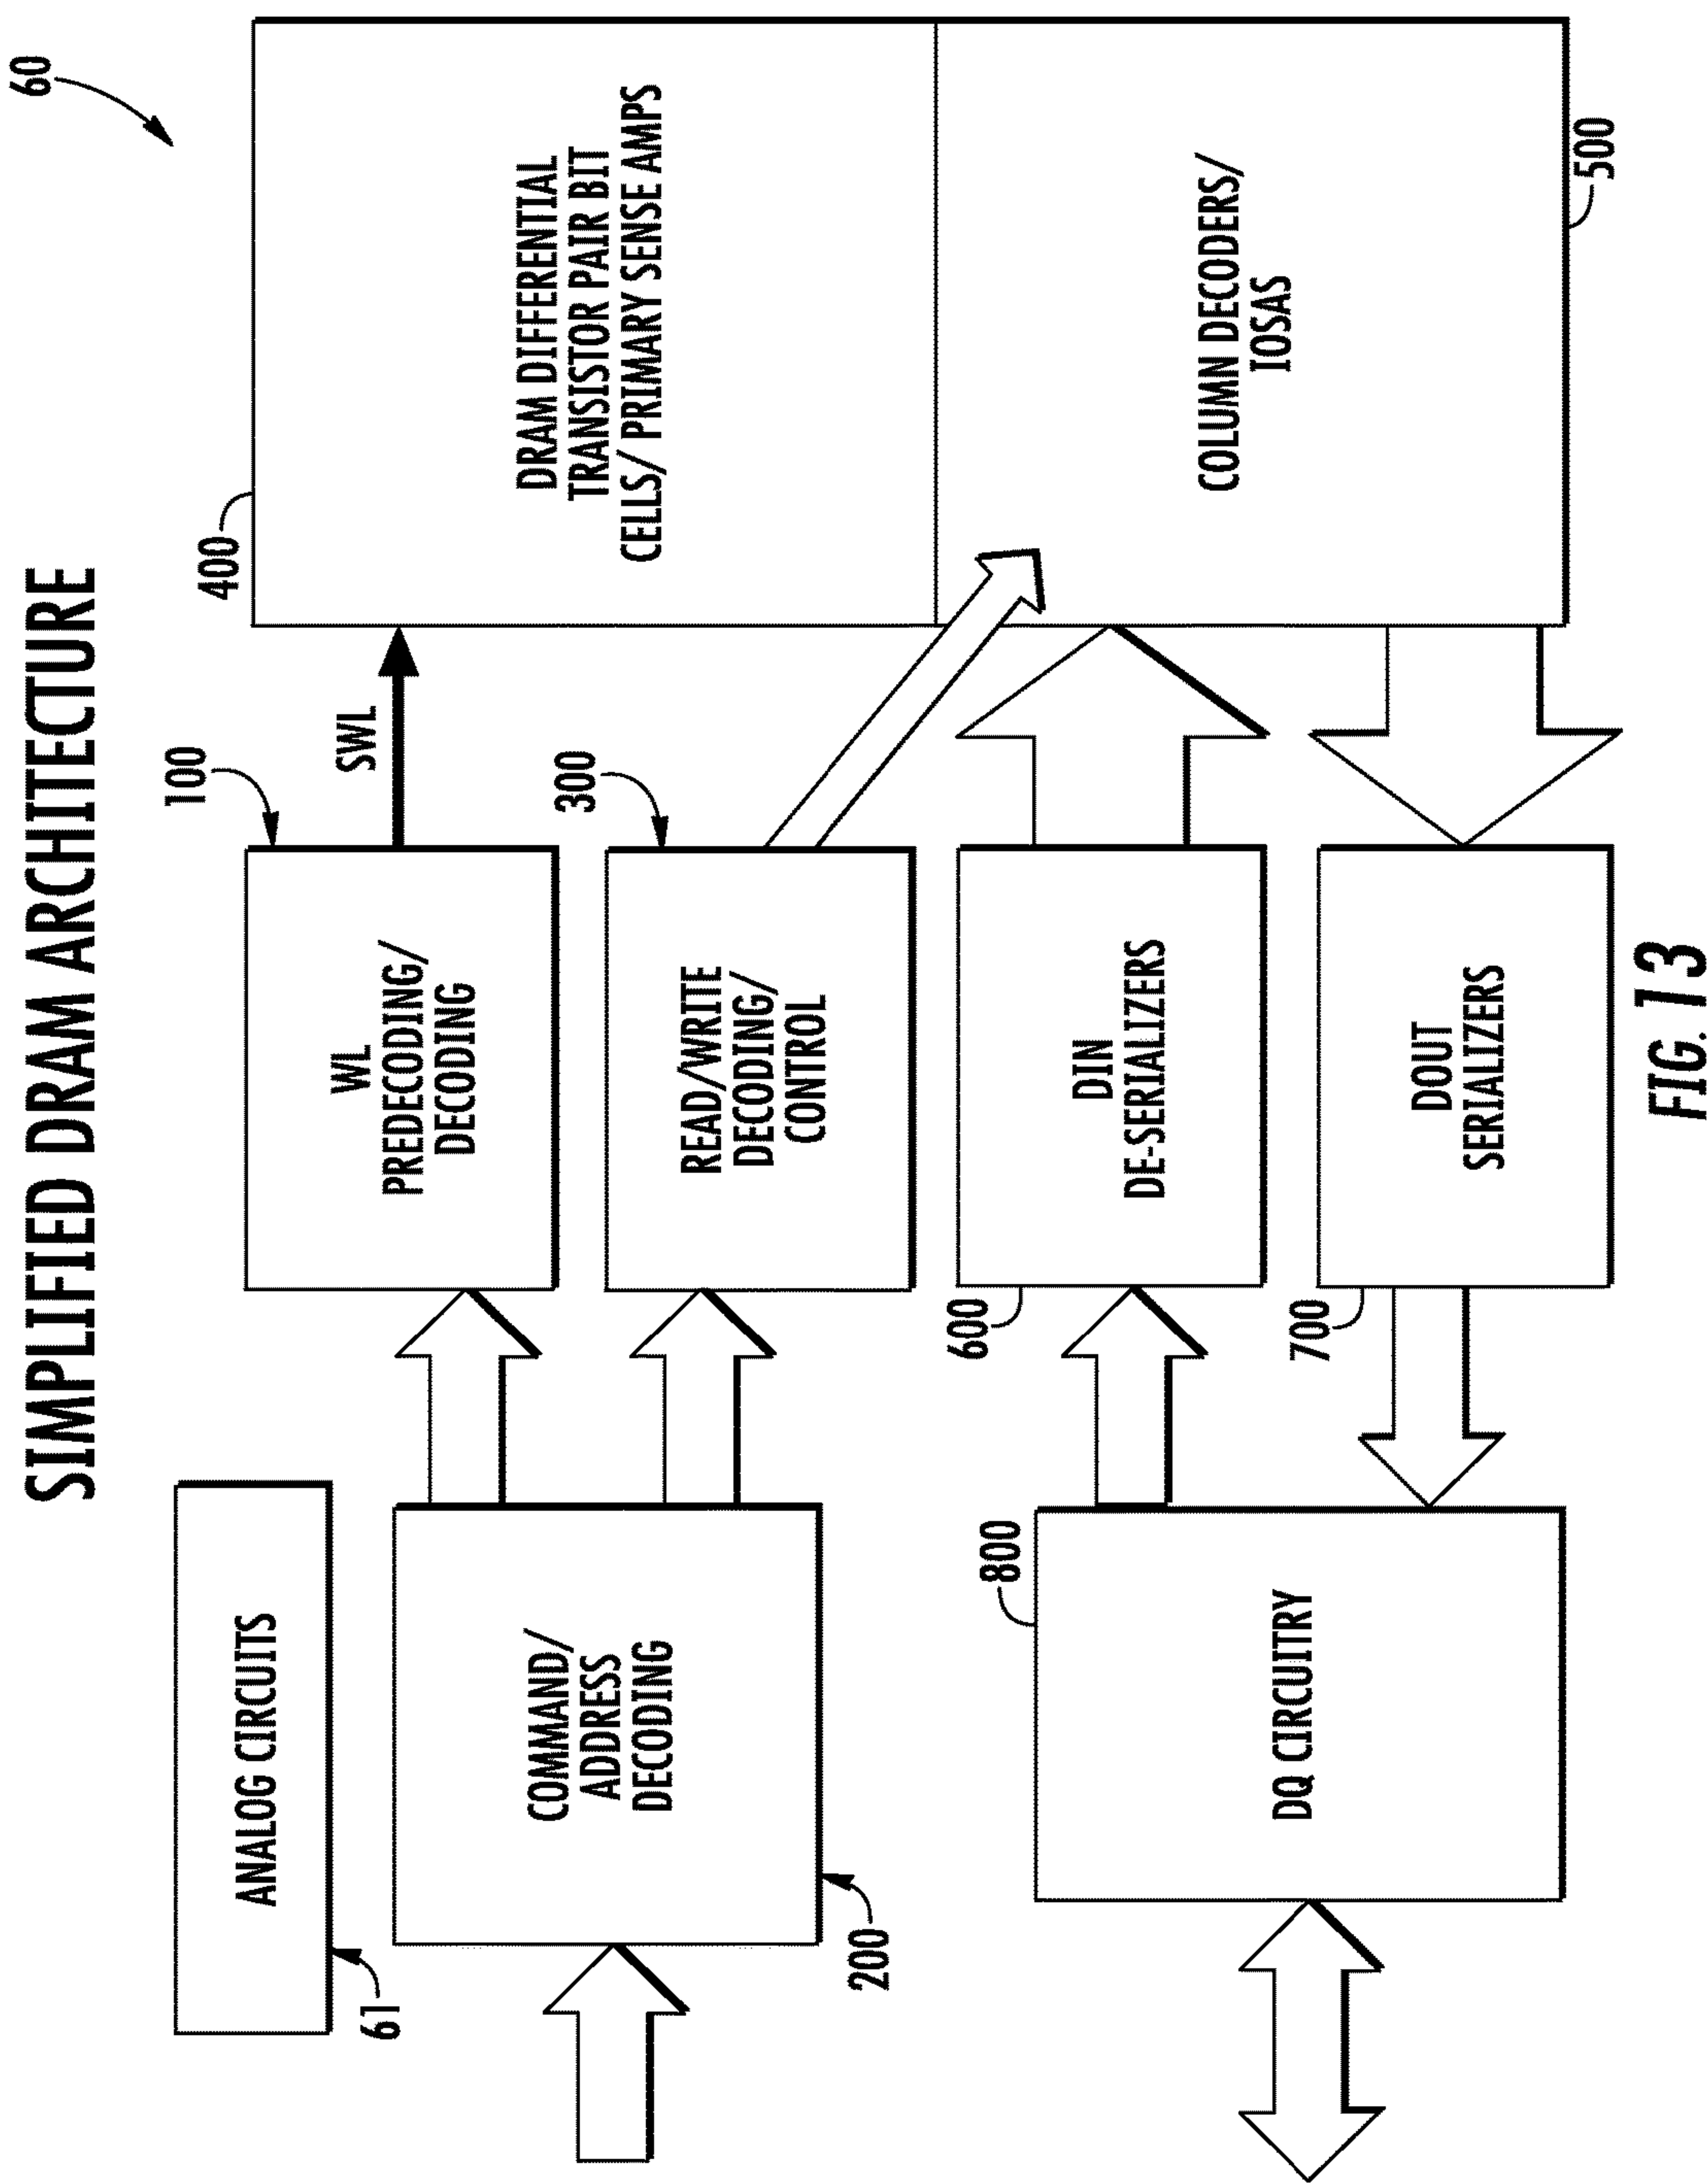 SIMPLIFIED DRAM ARCHITECTURE
60
ANALOG CIRCUITS
61
COMMAND/
ADDRESS
DECODING
200
100
WL
PREDECODING/
DECODING
SWL
300
READ/WRITE
DECODING/
CONTROL
400
DRAM DIFFERENTIAL
TRANSISTOR PAIR BIT
CELLS/ PRIMARY SENSE AMPS
COLUMN DECODERS/
IOSAS
500
800
DQ CIRCUITRY
600
DIN
DE-SERIALIZERS
700
DOUT
SERIALIZERS
FIG. 13